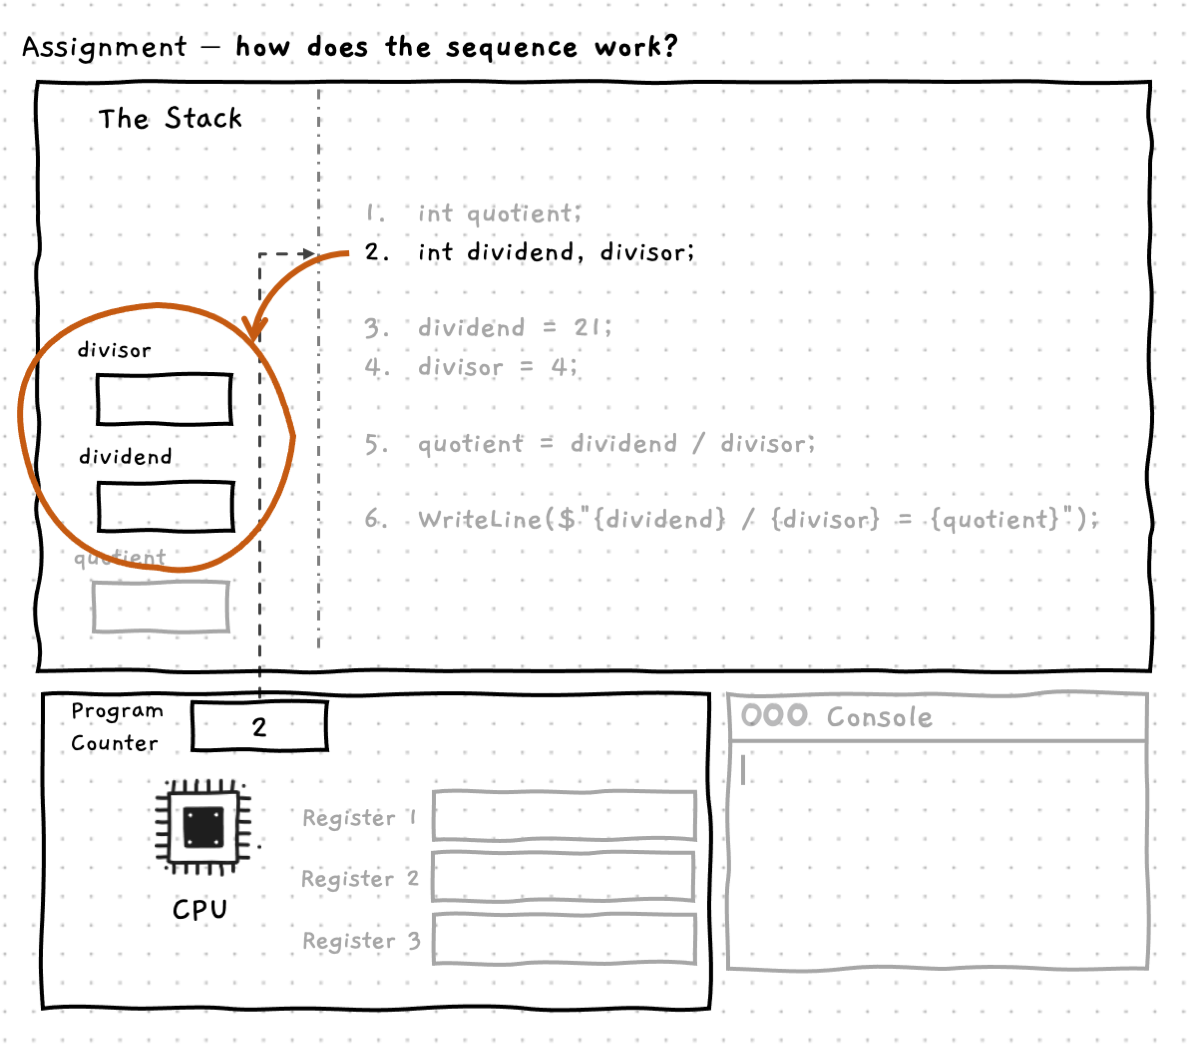 Assignment – how does the sequence work?
The Stack
1. int quotient;
2. int dividend, divisor;
3. dividend = 21;
4. divisor = 4;
5. quotient = dividend / divisor;
6. WriteLine($"{dividend} / {divisor} = {quotient}");
divisor
dividend
quotient
Program
Counter
2
CPU
Register 1
Register 2
Register 3
Console